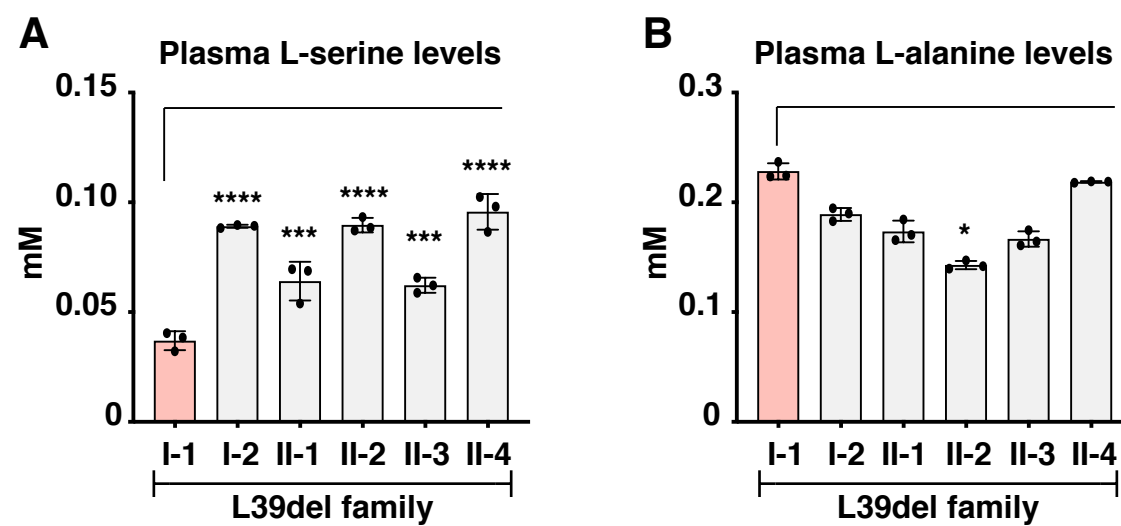 A
Plasma L-serine levels
mM
0.15
0.10
0.05
0
****
***
****
***
****
I-1 I-2 II-1 II-2 II-3 II-4
L39del family
B
Plasma L-alanine levels
mM
0.3
0.2
0.1
0
*
I-1 I-2 II-1 II-2 II-3 II-4
L39del family